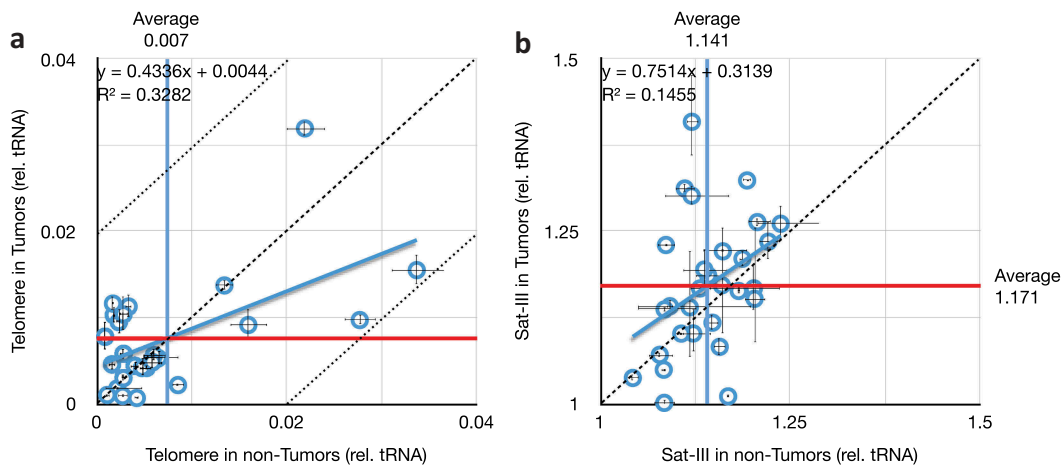 a
Average
0.007
0.04
y = 0.4336x + 0.0044
R² = 0.3282
Telomere in Tumors (rel. tRNA)
0.02
0
0
0.02
0.04
Telomere in non-Tumors (rel. tRNA)
b
Average
1.141
1.5
y = 0.7514x + 0.3139
R² = 0.1455
Sat-III in Tumors (rel. tRNA)
1.25
Average
1.171
1
1
1.25
1.5
Sat-III in non-Tumors (rel. tRNA)